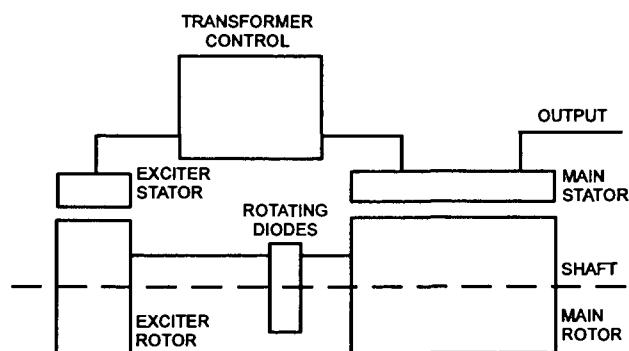 TRANSFORMER
CONTROL
OUTPUT
EXCITER
STATOR
MAIN
STATOR
ROTATING
DIODES
SHAFT
EXCITER
ROTOR
MAIN
ROTOR